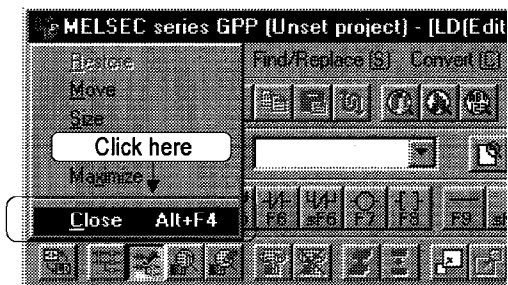 MELSEC series GPP (Unset project) - [LD(Edit
Restore
Find/Replace (S) Convert (C)
Move
Size
Click here
Maximize
Close Alt+F4
F6 sF6 F7 F8 F9